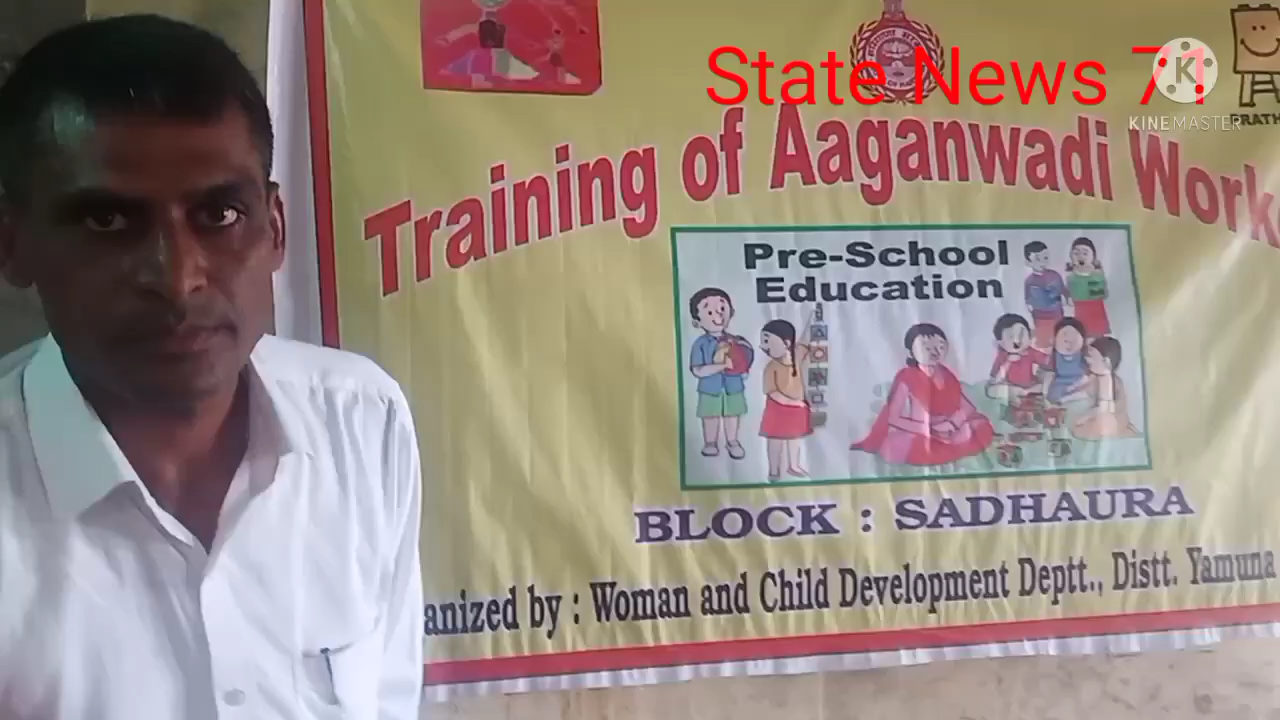 State News 71
K
KINEMASTER
Training of Aaganwadi Work
Pre-School
Education
BLOCK : SADHAURA
anized by : Woman and Child Development Deptt., Distt. Yamuna